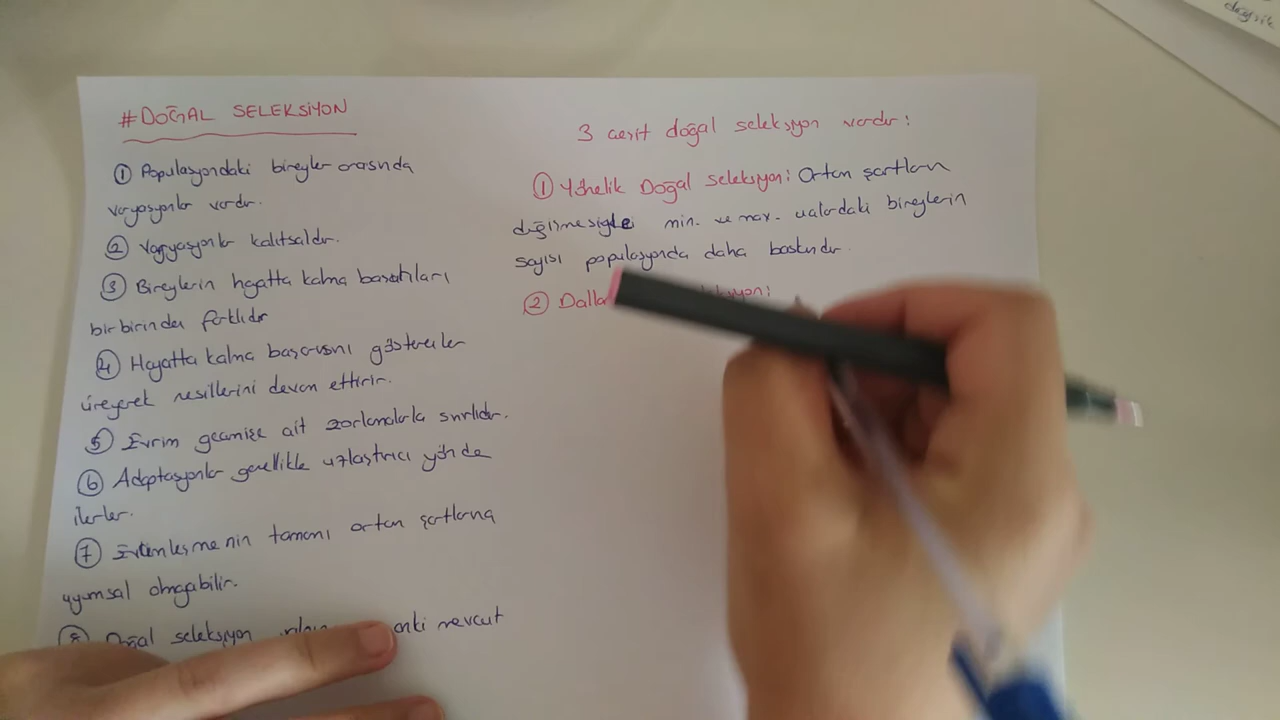 #DOĞAL SELEKSİYON
① Populasyondaki bireyler arasında
varyasyonlar vardır.
② Varyasyonlar kalıtsaldır.
③ Bireylerin hayatta kalma başarıları
birbirinden farklıdır
④ Hayatta kalma başarısını gösterenler
üreyerek nesillerini devam ettirir.
⑤ Evrim geçmişe ait zorlamalarla sınırlıdır.
⑥ Adaptasyonlar genellikle uzlaştırıcı yönde
ilerler.
⑦ Evrimleşmenin tamamı ortam şartlarına
uyumsal olmayabilir.
⑧ Doğal seleksiyon mevcut
3 çeşit doğal seleksiyon vardır:
① Yönelik Doğal Seleksiyon: Ortam şartları
değişmesiyle min. ve max. uçlardaki bireylerin
sayısı populasyonda daha baskındır.
②